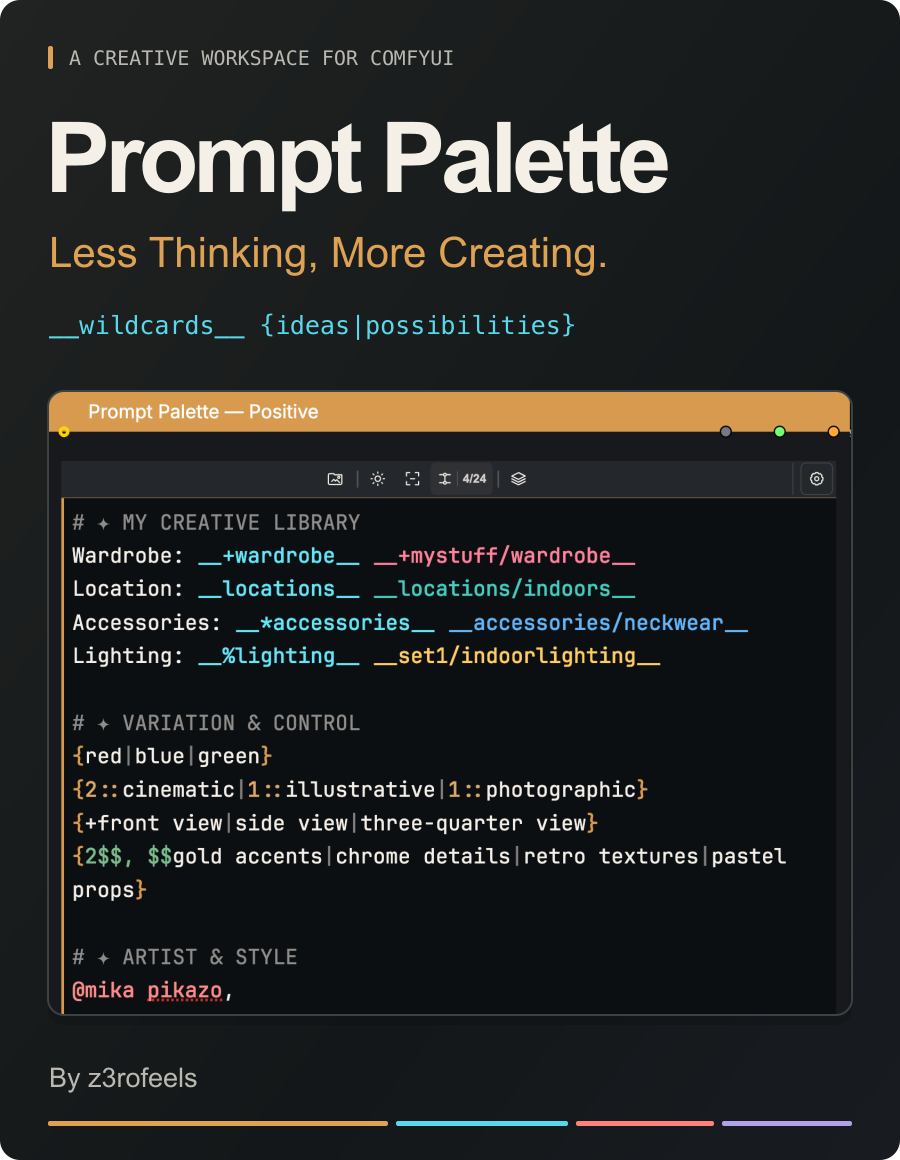 A CREATIVE WORKSPACE FOR COMFYUI
Prompt Palette
Less Thinking, More Creating.
__wildcards__ {ideas|possibilities}
Prompt Palette — Positive
4/24
# ✦ MY CREATIVE LIBRARY
Wardrobe: __+wardrobe__ __+mystuff/wardrobe__
Location: __locations__ __locations/indoors__
Accessories: __*accessories__ __accessories/neckwear__
Lighting: __%lighting__ __set1/indoorlighting__
# ✦ VARIATION & CONTROL
{red|blue|green}
{2::cinematic|1::illustrative|1::photographic}
{+front view|side view|three-quarter view}
{2$$, $$gold accents|chrome details|retro textures|pastel
props}
# ✦ ARTIST & STYLE
@mika pikazo,
By z3rofeels